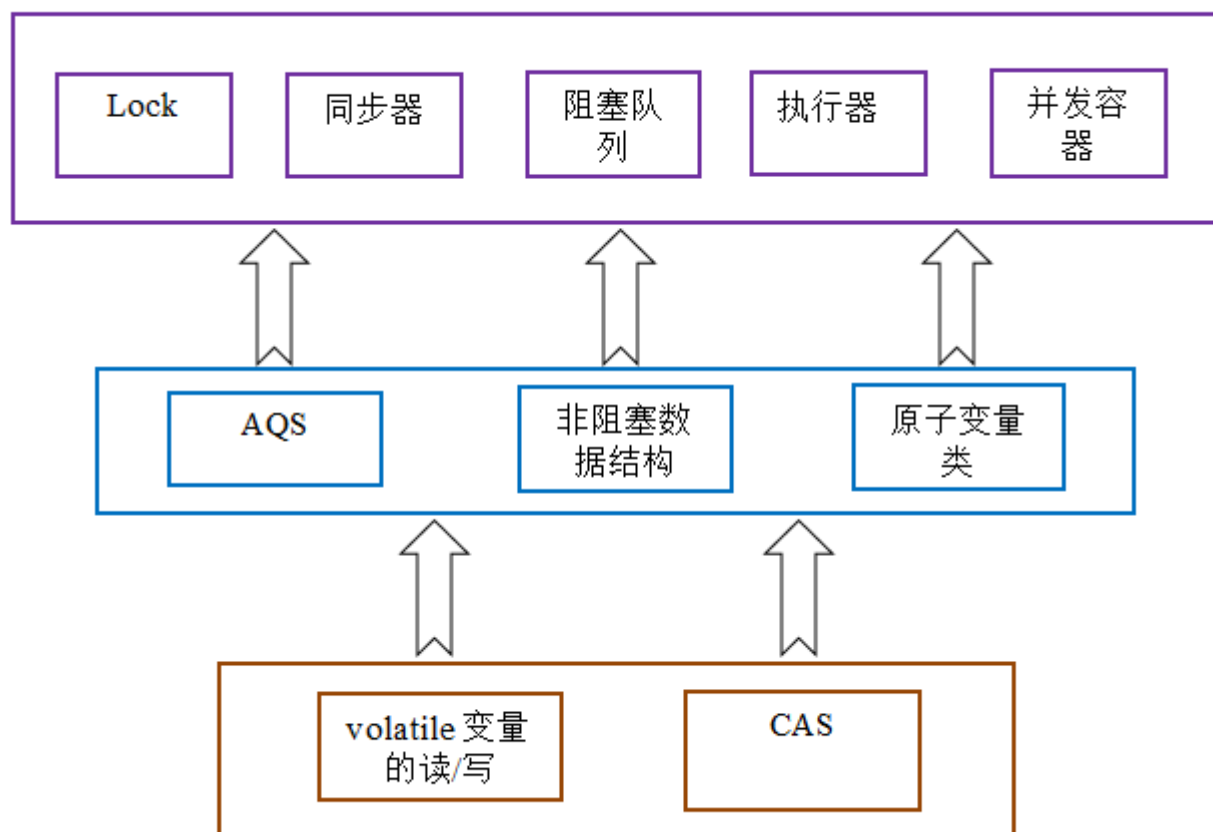 Lock
同步器
阻塞队
列
执行器
并发容
器
AQS
非阻塞数
据结构
原子变量
类
volatile 变量
的读/写
CAS